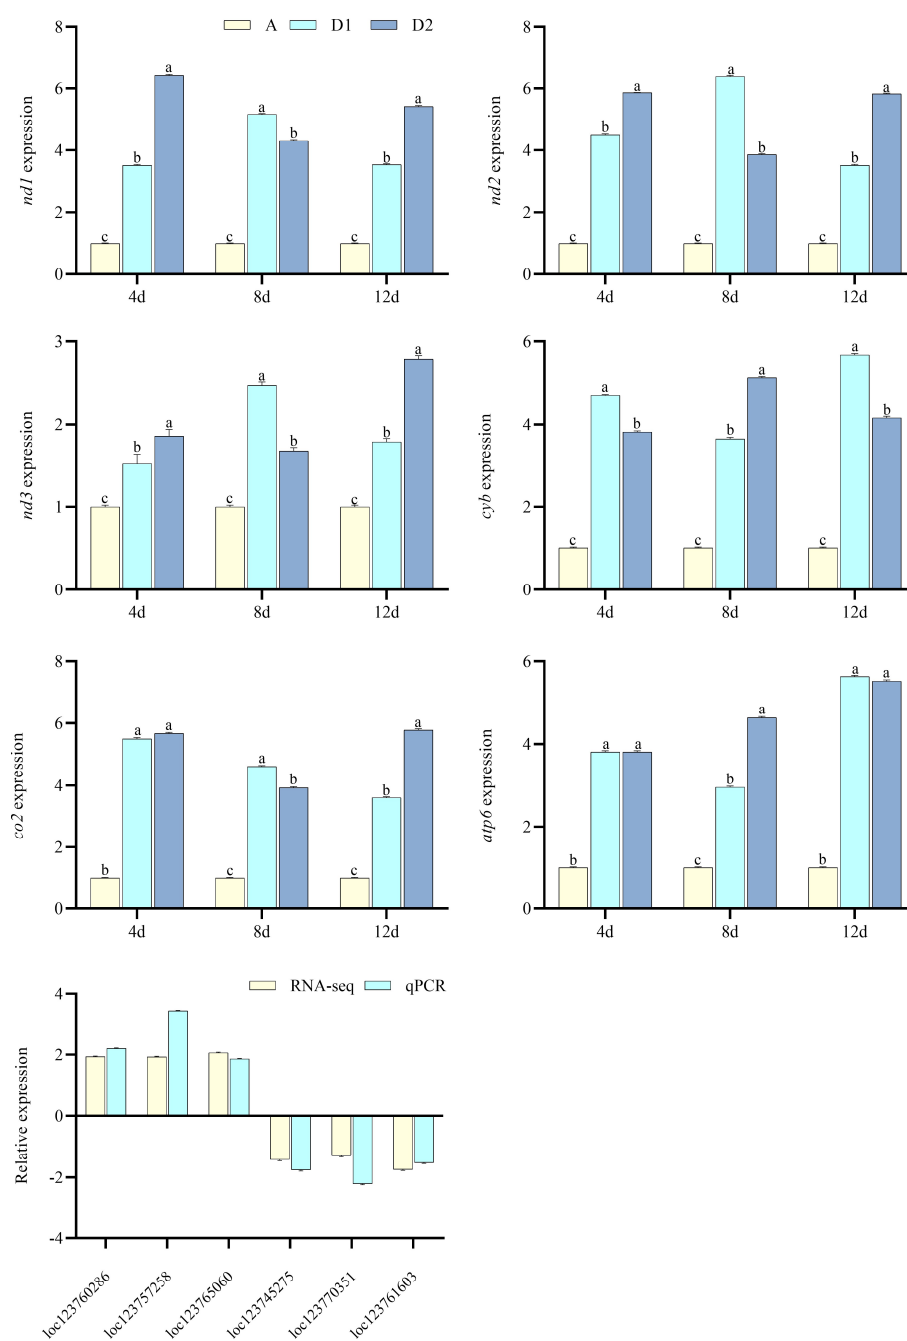 A D1 D2
8
6
4
2
0
nd1 expression
c b a
c a b
c b a
4d 8d 12d
8
6
4
2
0
nd2 expression
c b a
c a b
c b a
4d 8d 12d
3
2
1
0
nd3 expression
c b a
c a b
c b a
4d 8d 12d
6
4
2
0
cyb expression
c a b
c b a
c a b
4d 8d 12d
8
6
4
2
0
co2 expression
b a a
c a b
c b a
4d 8d 12d
6
4
2
0
atp6 expression
b a a
c b a
b a a
4d 8d 12d
RNA-seq qPCR
4
2
0
-2
-4
Relative expression
loc123760286
loc123757258
loc123765060
loc123745275
loc123770351
loc123761603